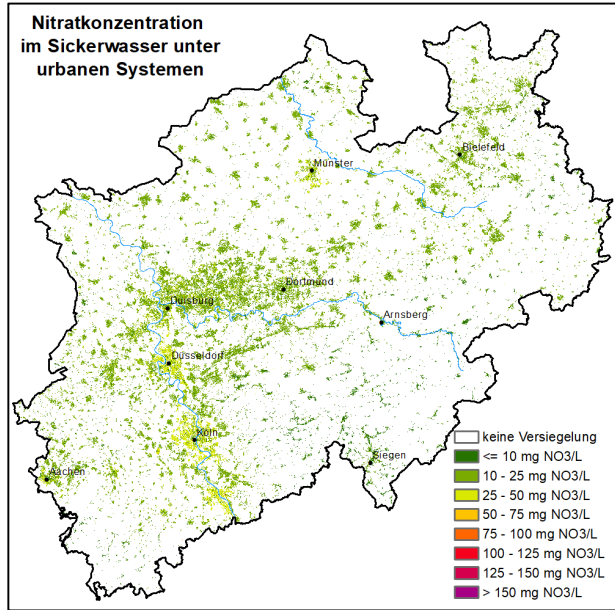 Nitratkonzentration
im Sickerwasser unter
urbanen Systemen
Bielefeld
Münster
Dortmund
Duisburg
Arnsberg
Düsseldorf
Köln
Siegen
Aachen
keine Versiegelung
<= 10 mg NO3/L
10 - 25 mg NO3/L
25 - 50 mg NO3/L
50 - 75 mg NO3/L
75 - 100 mg NO3/L
100 - 125 mg NO3/L
125 - 150 mg NO3/L
> 150 mg NO3/L